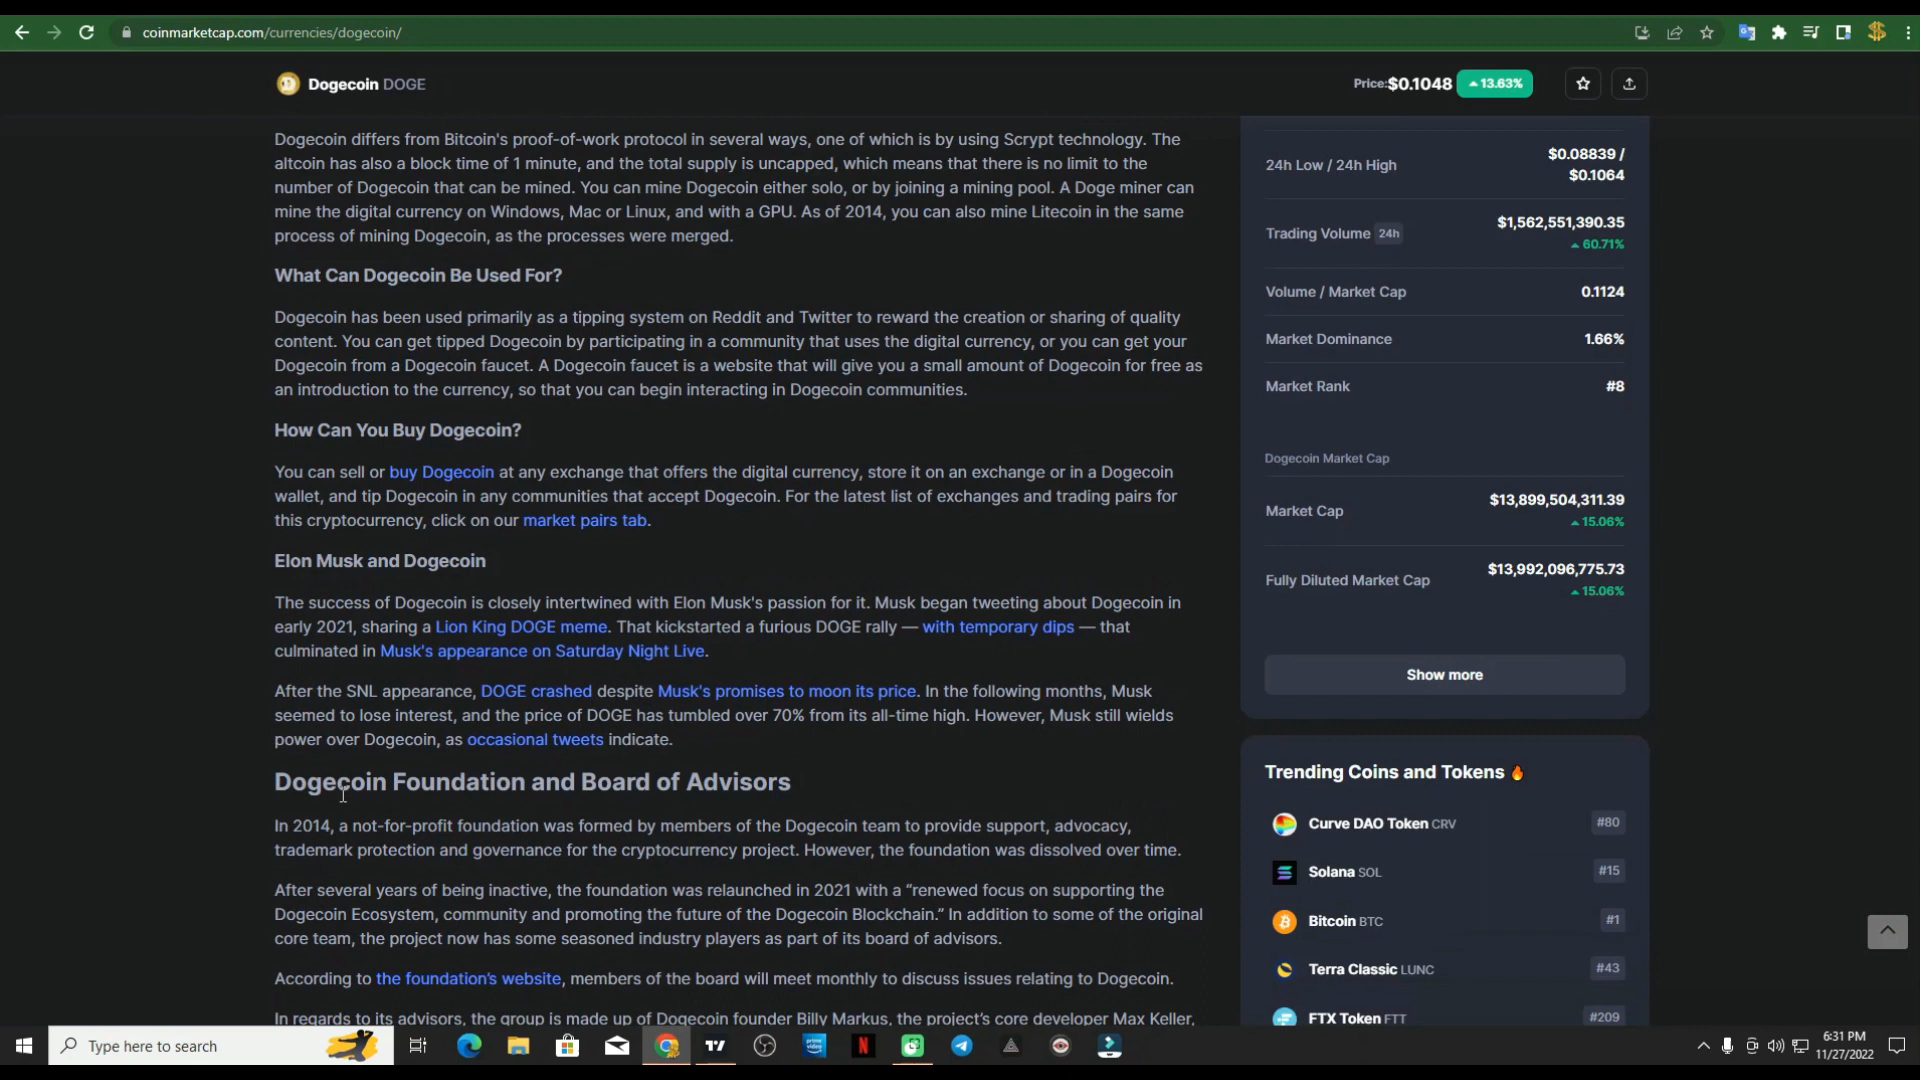 coinmarketcap.com/currencies/dogecoin/
Dogecoin DOGE
Price:$0.1048 13.63%
Dogecoin differs from Bitcoin's proof-of-work protocol in several ways, one of which is by using Scrypt technology. The
altcoin has also a block time of 1 minute, and the total supply is uncapped, which means that there is no limit to the
number of Dogecoin that can be mined. You can mine Dogecoin either solo, or by joining a mining pool. A Doge miner can
mine the digital currency on Windows, Mac or Linux, and with a GPU. As of 2014, you can also mine Litecoin in the same
process of mining Dogecoin, as the processes were merged.
What Can Dogecoin Be Used For?
Dogecoin has been used primarily as a tipping system on Reddit and Twitter to reward the creation or sharing of quality
content. You can get tipped Dogecoin by participating in a community that uses the digital currency, or you can get your
Dogecoin from a Dogecoin faucet. A Dogecoin faucet is a website that will give you a small amount of Dogecoin for free as
an introduction to the currency, so that you can begin interacting in Dogecoin communities.
How Can You Buy Dogecoin?
You can sell or buy Dogecoin at any exchange that offers the digital currency, store it on an exchange or in a Dogecoin
wallet, and tip Dogecoin in any communities that accept Dogecoin. For the latest list of exchanges and trading pairs for
this cryptocurrency, click on our market pairs tab.
Elon Musk and Dogecoin
The success of Dogecoin is closely intertwined with Elon Musk's passion for it. Musk began tweeting about Dogecoin in
early 2021, sharing a Lion King DOGE meme. That kickstarted a furious DOGE rally — with temporary dips — that
culminated in Musk's appearance on Saturday Night Live.
After the SNL appearance, DOGE crashed despite Musk's promises to moon its price. In the following months, Musk
seemed to lose interest, and the price of DOGE has tumbled over 70% from its all-time high. However, Musk still wields
power over Dogecoin, as occasional tweets indicate.
Dogecoin Foundation and Board of Advisors
In 2014, a not-for-profit foundation was formed by members of the Dogecoin team to provide support, advocacy,
trademark protection and governance for the cryptocurrency project. However, the foundation was dissolved over time.
After several years of being inactive, the foundation was relaunched in 2021 with a “renewed focus on supporting the
Dogecoin Ecosystem, community and promoting the future of the Dogecoin Blockchain.” In addition to some of the original
core team, the project now has some seasoned industry players as part of its board of advisors.
According to the foundation's website, members of the board will meet monthly to discuss issues relating to Dogecoin.
In regards to its advisors, the group is made up of Dogecoin founder Billy Markus, the project's core developer Max Keller,
24h Low / 24h High $0.08839 /
$0.1064
Trading Volume 24h $1,562,551,390.35
60.71%
Volume / Market Cap 0.1124
Market Dominance 1.66%
Market Rank #8
Dogecoin Market Cap
Market Cap $13,899,504,311.39
15.06%
Fully Diluted Market Cap $13,992,096,775.73
15.06%
Show more
Trending Coins and Tokens
Curve DAO Token CRV #80
Solana SOL #15
Bitcoin BTC #1
Terra Classic LUNC #43
FTX Token FTT #209
Type here to search
6:31 PM
11/27/2022